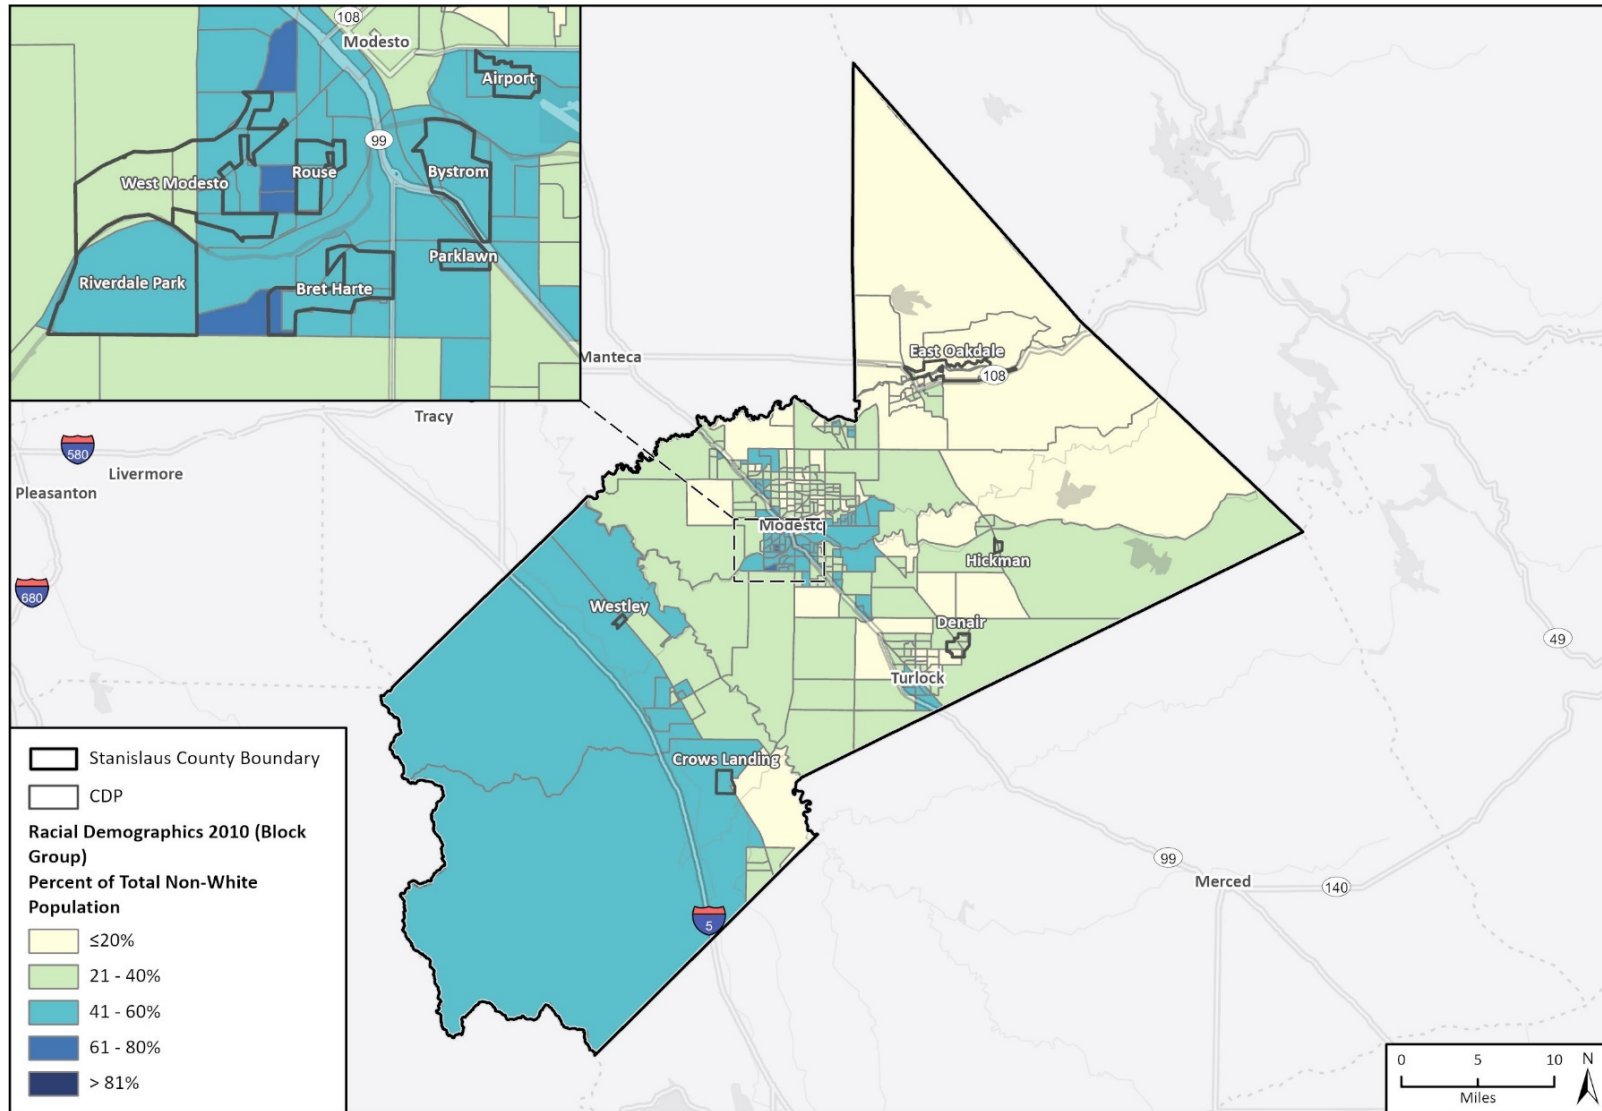 108
Modesto
Airport
99
West Modesto
Rouse
Bystrom
Riverdale Park
Bret Harte
Parklawn
Manteca
Tracy
580
Livermore
Pleasanton
680
East Oakdale
108
Modesto
Hickman
Westley
Denair
Turlock
49
Crows Landing
5
99
Merced
140
Stanislaus County Boundary
CDP
Racial Demographics 2010 (Block
Group)
Percent of Total Non-White
Population
≤20%
21 - 40%
41 - 60%
61 - 80%
> 81%
0 5 10 N
Miles